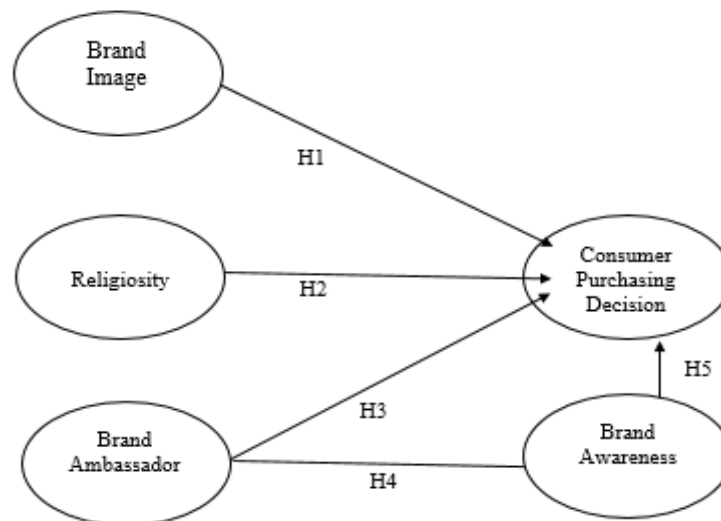 Brand
Image
H1
Religiosity
H2
Consumer
Purchasing
Decision
H3
H5
Brand
Ambassador
H4
Brand
Awareness